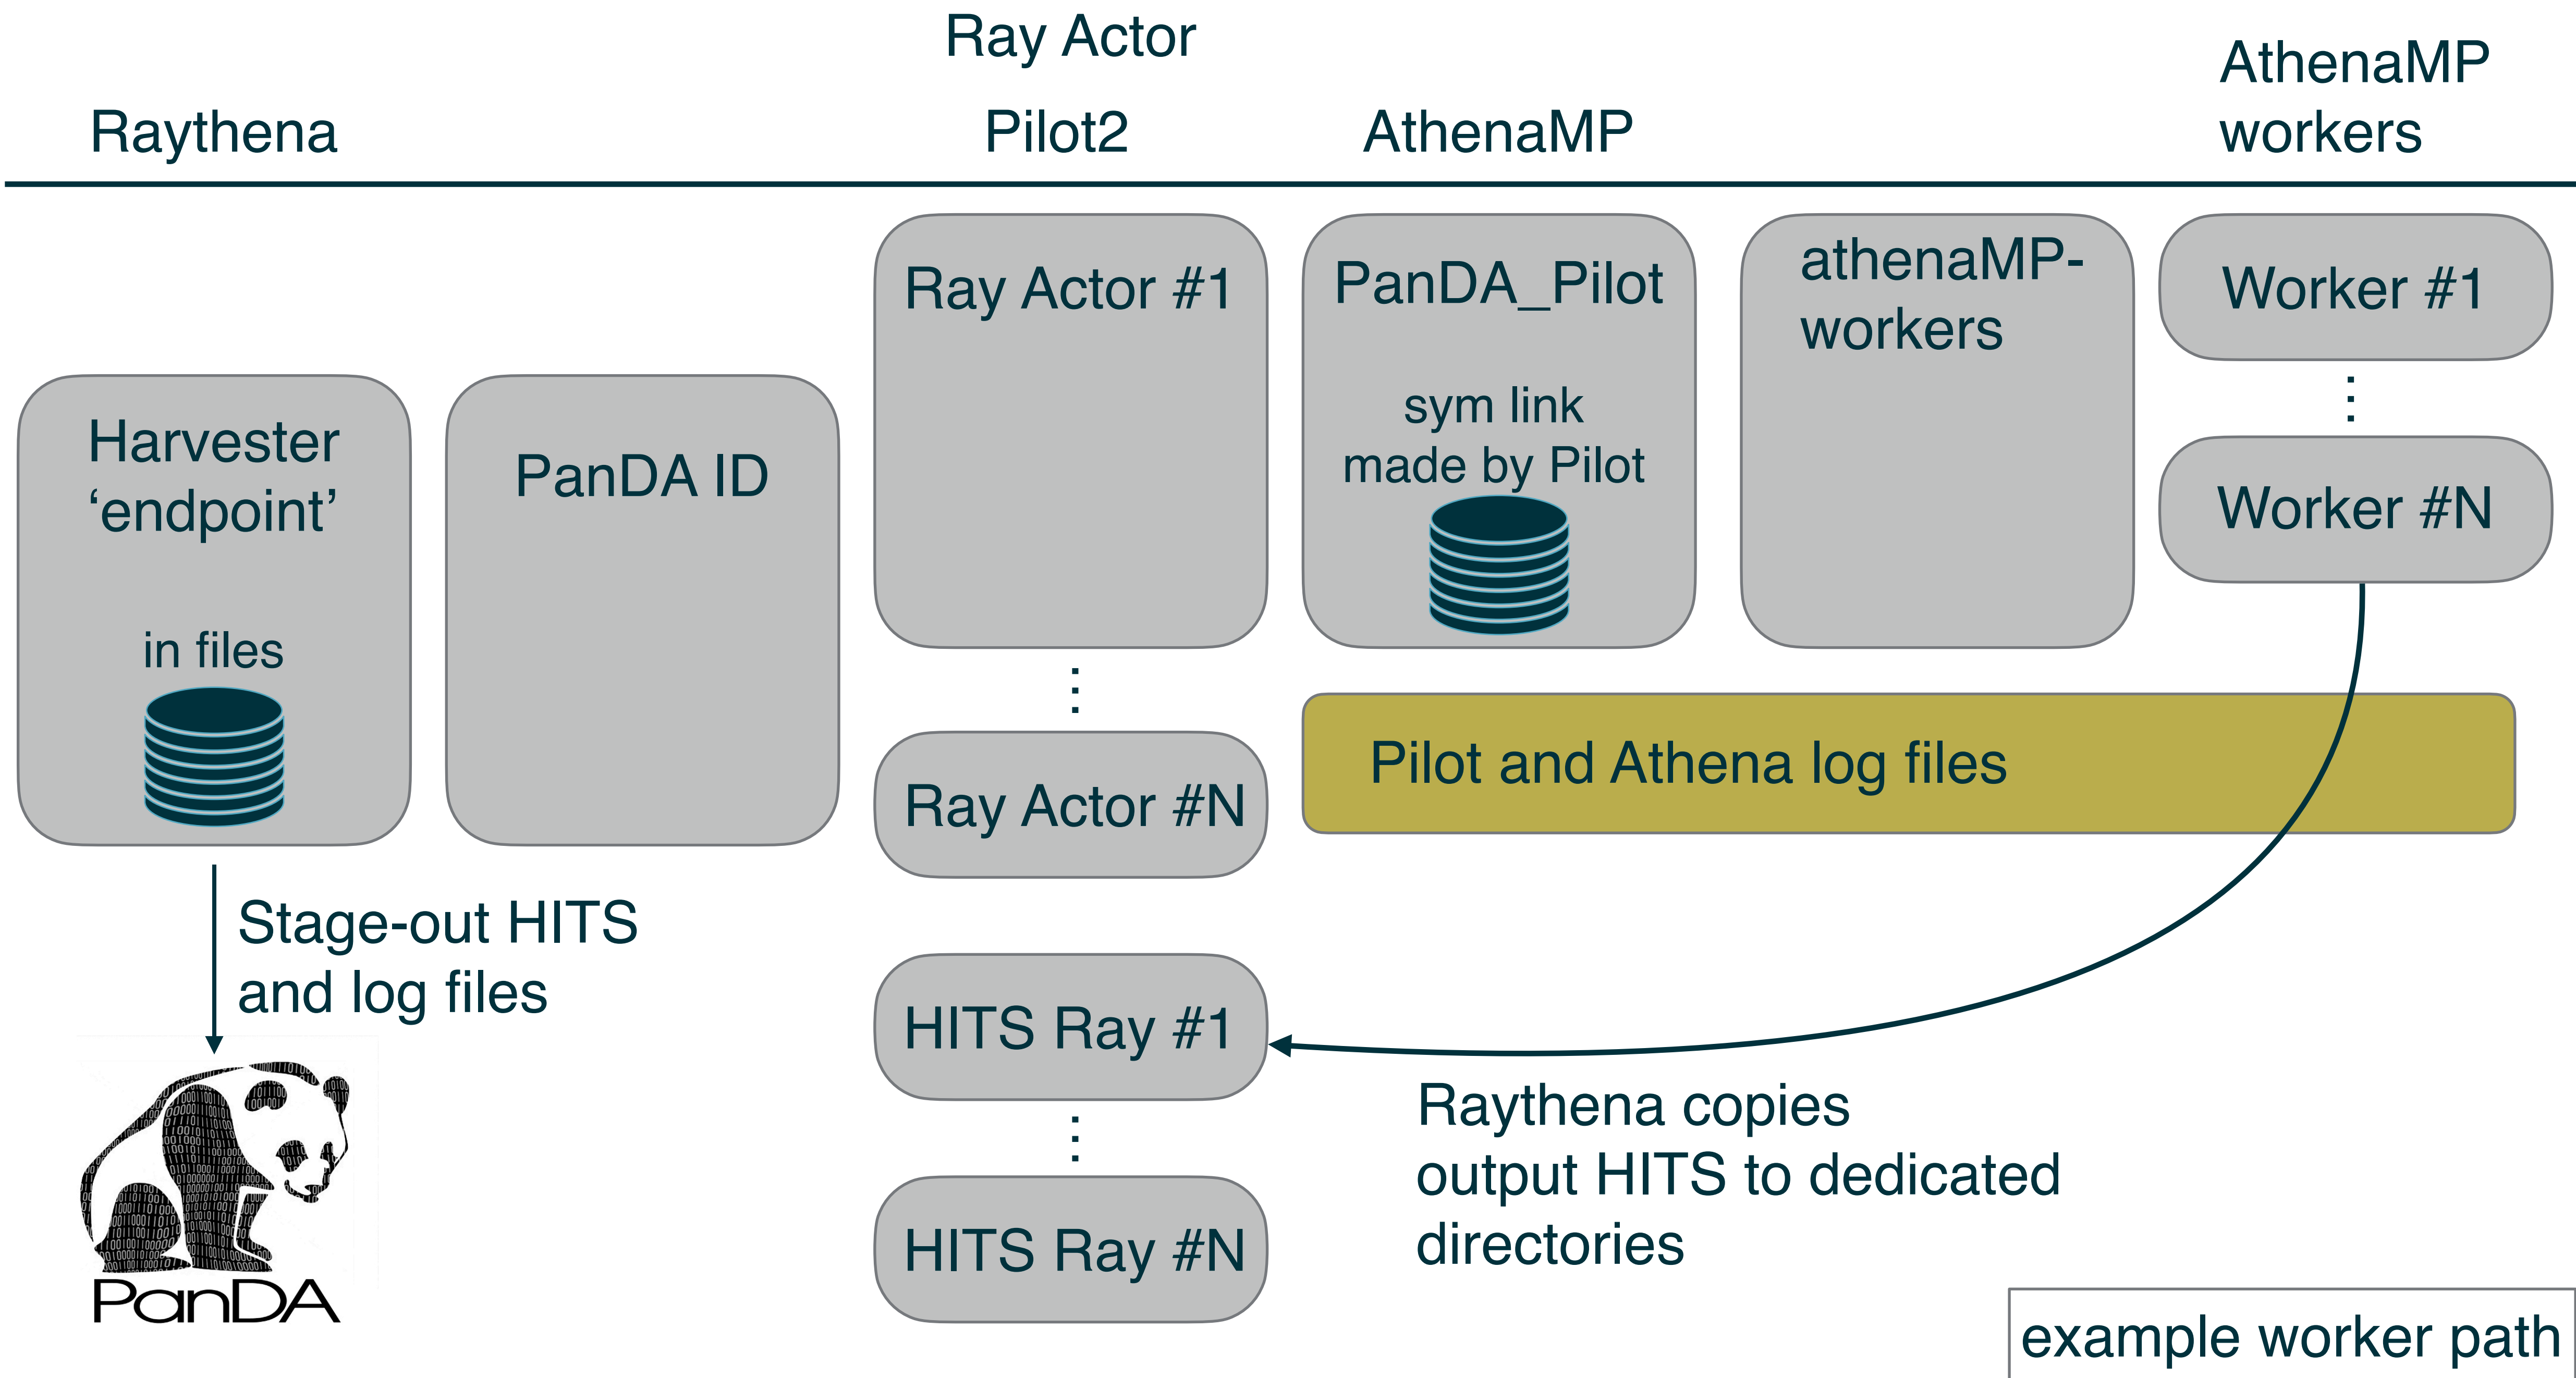 Ray Actor
Raythena
Pilot2
AthenaMP
AthenaMP
workers
Harvester
‘endpoint’
in files
PanDA ID
Ray Actor #1
PanDA_Pilot
sym link
made by Pilot
athenaMP-
workers
Worker #1
Worker #N
Ray Actor #N
Pilot and Athena log files
Stage-out HITS
and log files
HITS Ray #1
HITS Ray #N
Raythena copies
output HITS to dedicated
directories
PanDA
example worker path